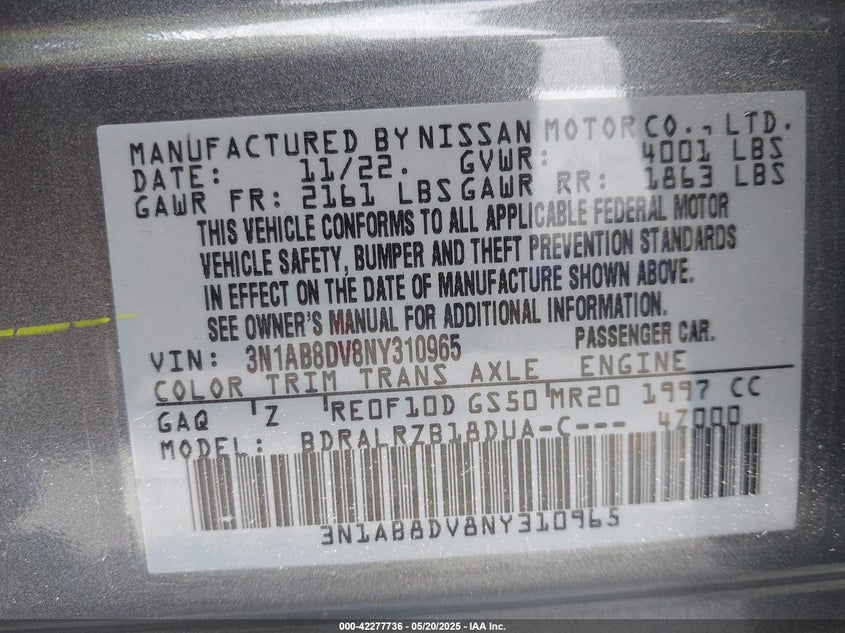 MANUFACTURED BY NISSAN MOTOR CO., LTD.
DATE: 11/22. GVWR: 4001 LBS
GAWR FR: 2161 LBS GAWR RR: 1863 LBS
THIS VEHICLE CONFORMS TO ALL APPLICABLE FEDERAL MOTOR
VEHICLE SAFETY, BUMPER AND THEFT PREVENTION STANDARDS
IN EFFECT ON THE DATE OF MANUFACTURE SHOWN ABOVE.
SEE OWNER'S MANUAL FOR ADDITIONAL INFORMATION.
VIN: 3N1AB8DV8NY310965 PASSENGER CAR.
COLOR TRIM TRANS AXLE ENGINE
GAQ Z RE0F10D GS50 MR20 1997 CC
MODEL: BDRALRZB18DUA-C--- 4Z000
3N1AB8DV8NY310965
000-42277736 - 05/20/2025 - IAA Inc.